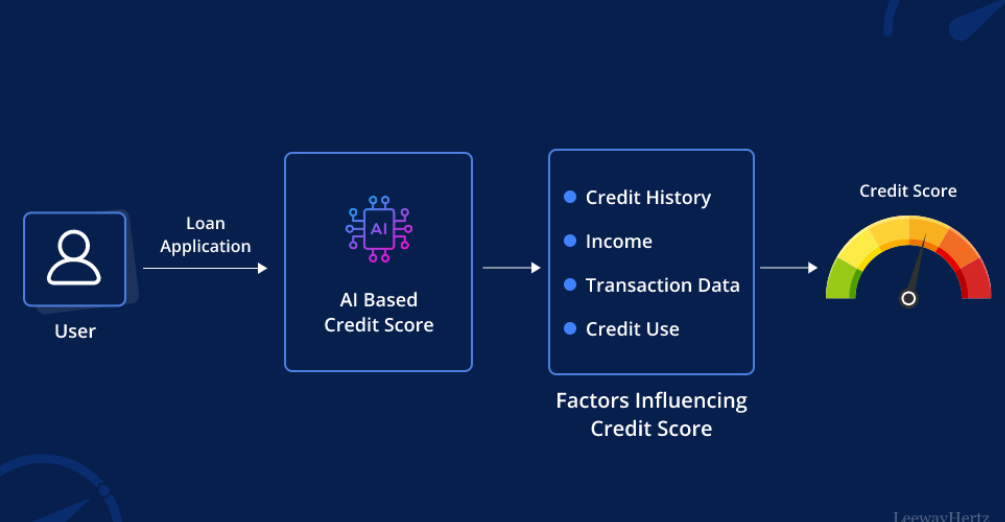 User
Loan
Application
AI
AI Based
Credit Score
Credit History
Income
Transaction Data
Credit Use
Factors Influencing
Credit Score
Credit Score
LeewayHertz